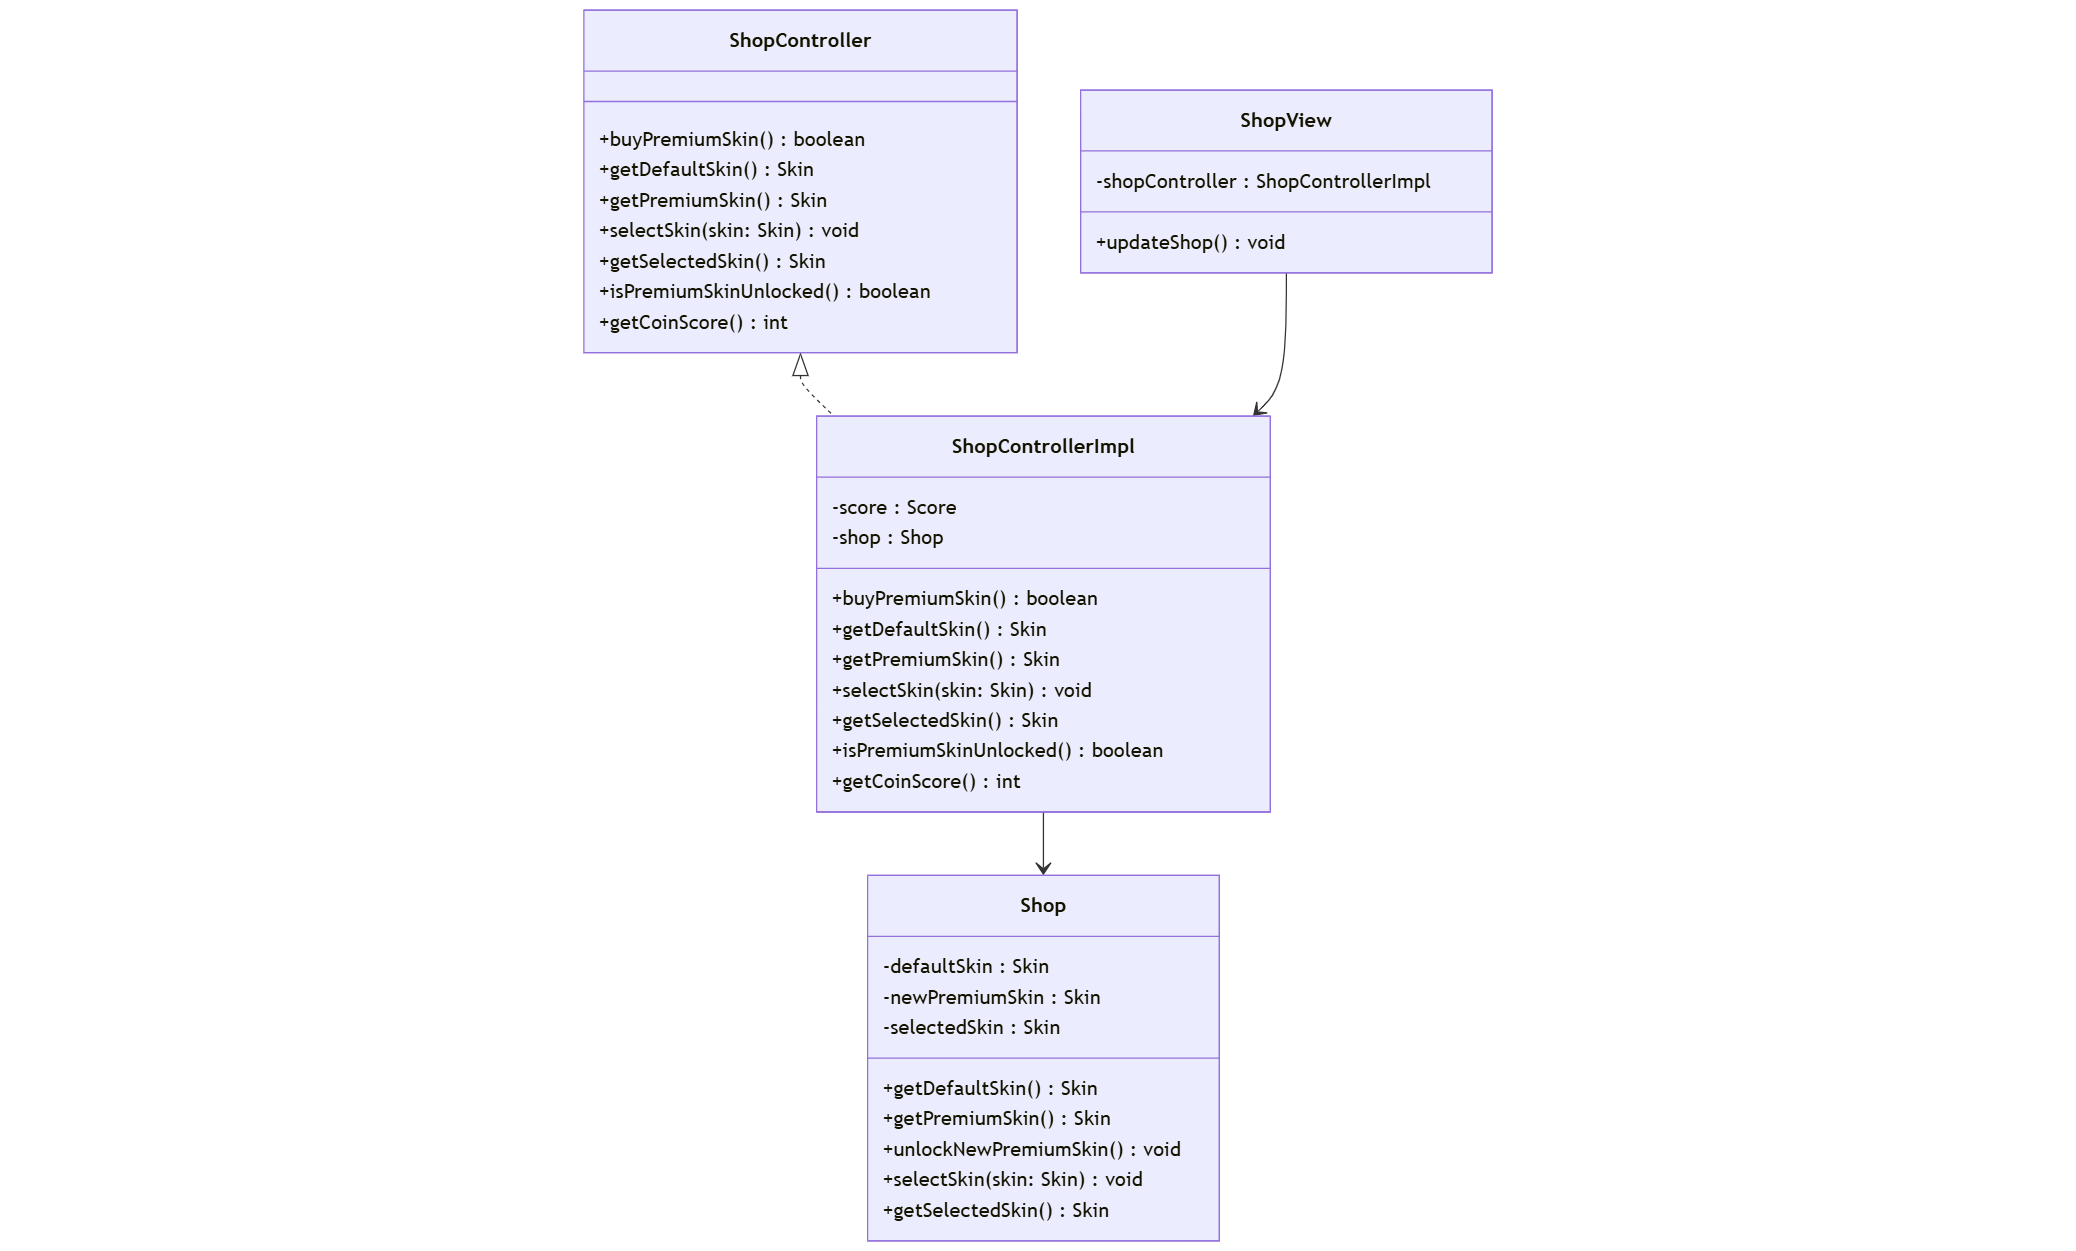 ShopController
+buyPremiumSkin() : boolean
+getDefaultSkin() : Skin
+getPremiumSkin() : Skin
+selectSkin(skin: Skin) : void
+getSelectedSkin() : Skin
+isPremiumSkinUnlocked() : boolean
+getCoinScore() : int
ShopView
-shopController : ShopControllerImpl
+updateShop() : void
ShopControllerImpl
-score : Score
-shop : Shop
+buyPremiumSkin() : boolean
+getDefaultSkin() : Skin
+getPremiumSkin() : Skin
+selectSkin(skin: Skin) : void
+getSelectedSkin() : Skin
+isPremiumSkinUnlocked() : boolean
+getCoinScore() : int
Shop
-defaultSkin : Skin
-newPremiumSkin : Skin
-selectedSkin : Skin
+getDefaultSkin() : Skin
+getPremiumSkin() : Skin
+unlockNewPremiumSkin() : void
+selectSkin(skin: Skin) : void
+getSelectedSkin() : Skin